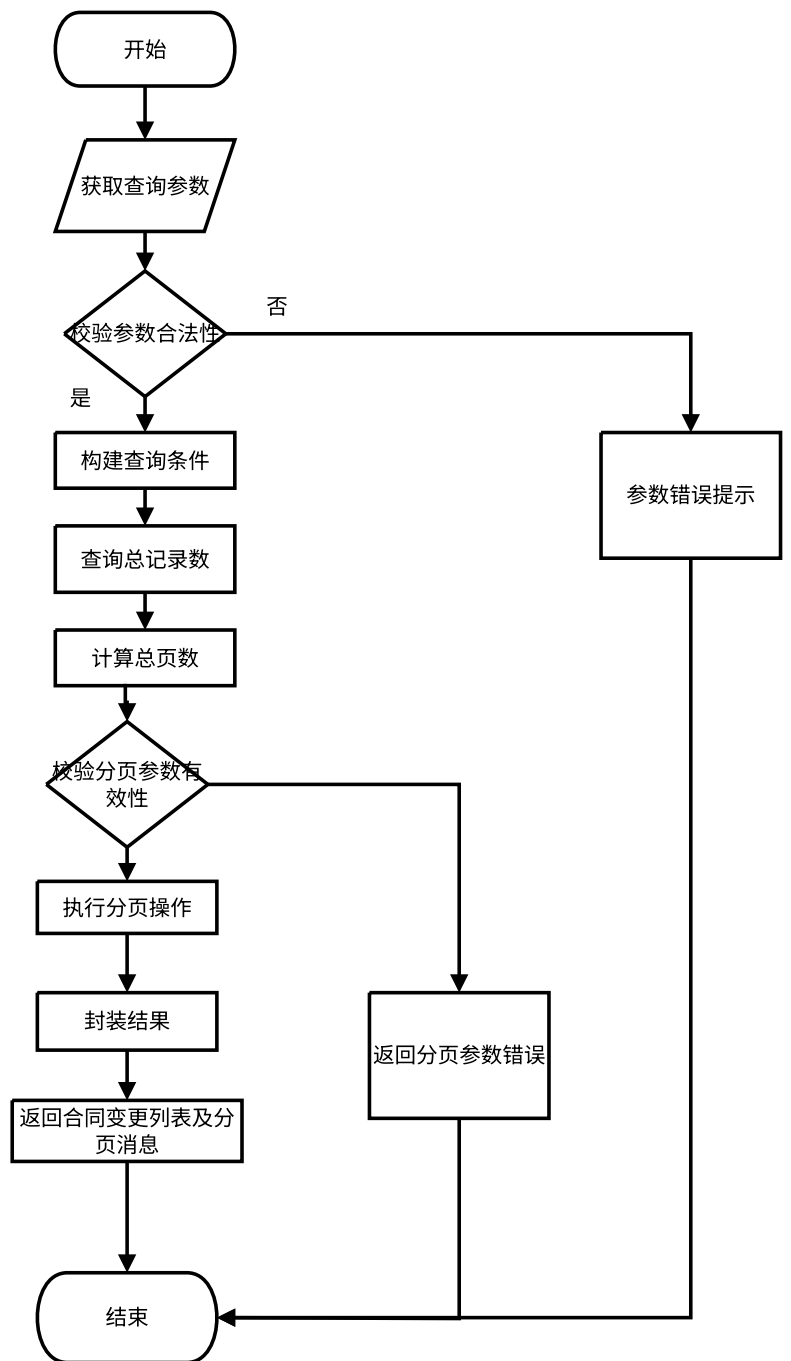 开始
获取查询参数
否
校验参数合法性
是
构建查询条件
参数错误提示
查询总记录数
计算总页数
校验分页参数有
效性
执行分页操作
封装结果
返回分页参数错误
返回合同变更列表及分
页消息
结束